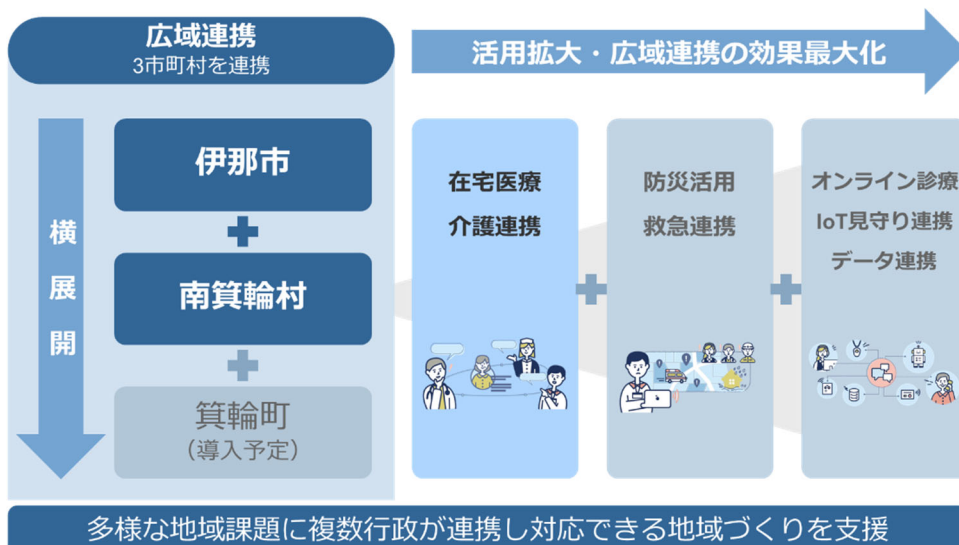 広域連携
3市町村を連携
活用拡大・広域連携の効果最大化
横展開
伊那市
南箕輪村
箕輪町
（導入予定）
在宅医療
介護連携
防災活用
救急連携
オンライン診療
IoT見守り連携
データ連携
多様な地域課題に複数行政が連携し対応できる地域づくりを支援